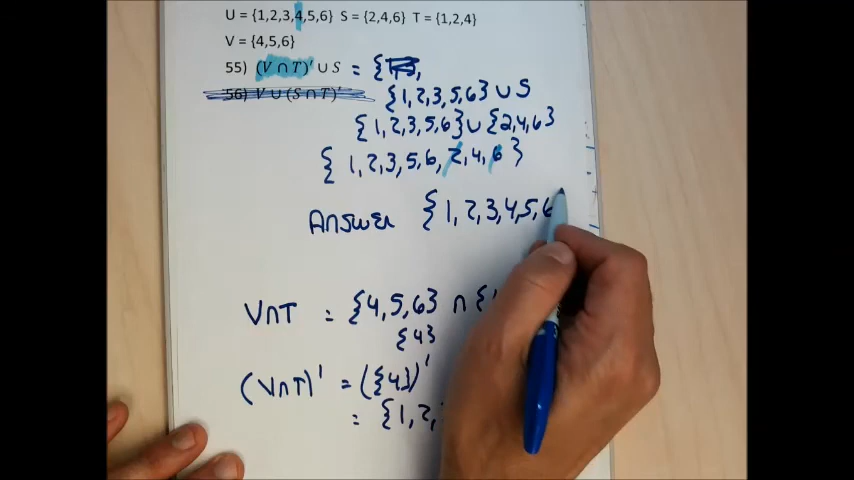 U = {1,2,3,4,5,6} S = {2,4,6} T = {1,2,4}
V = {4,5,6}
55) (V ∩ T)′ ∪ S = {
{1,2,3,5,6} ∪ S
56) V ∪ (S ∩ T)′
{1,2,3,5,6} ∪ {2,4,6}
{1,2,3,5,6,2,4,6}
Answer {1,2,3,4,5,6
V∩T = {4,5,6} ∩ {
{4}
(V∩T)′ = ({4})′
= {1,2,